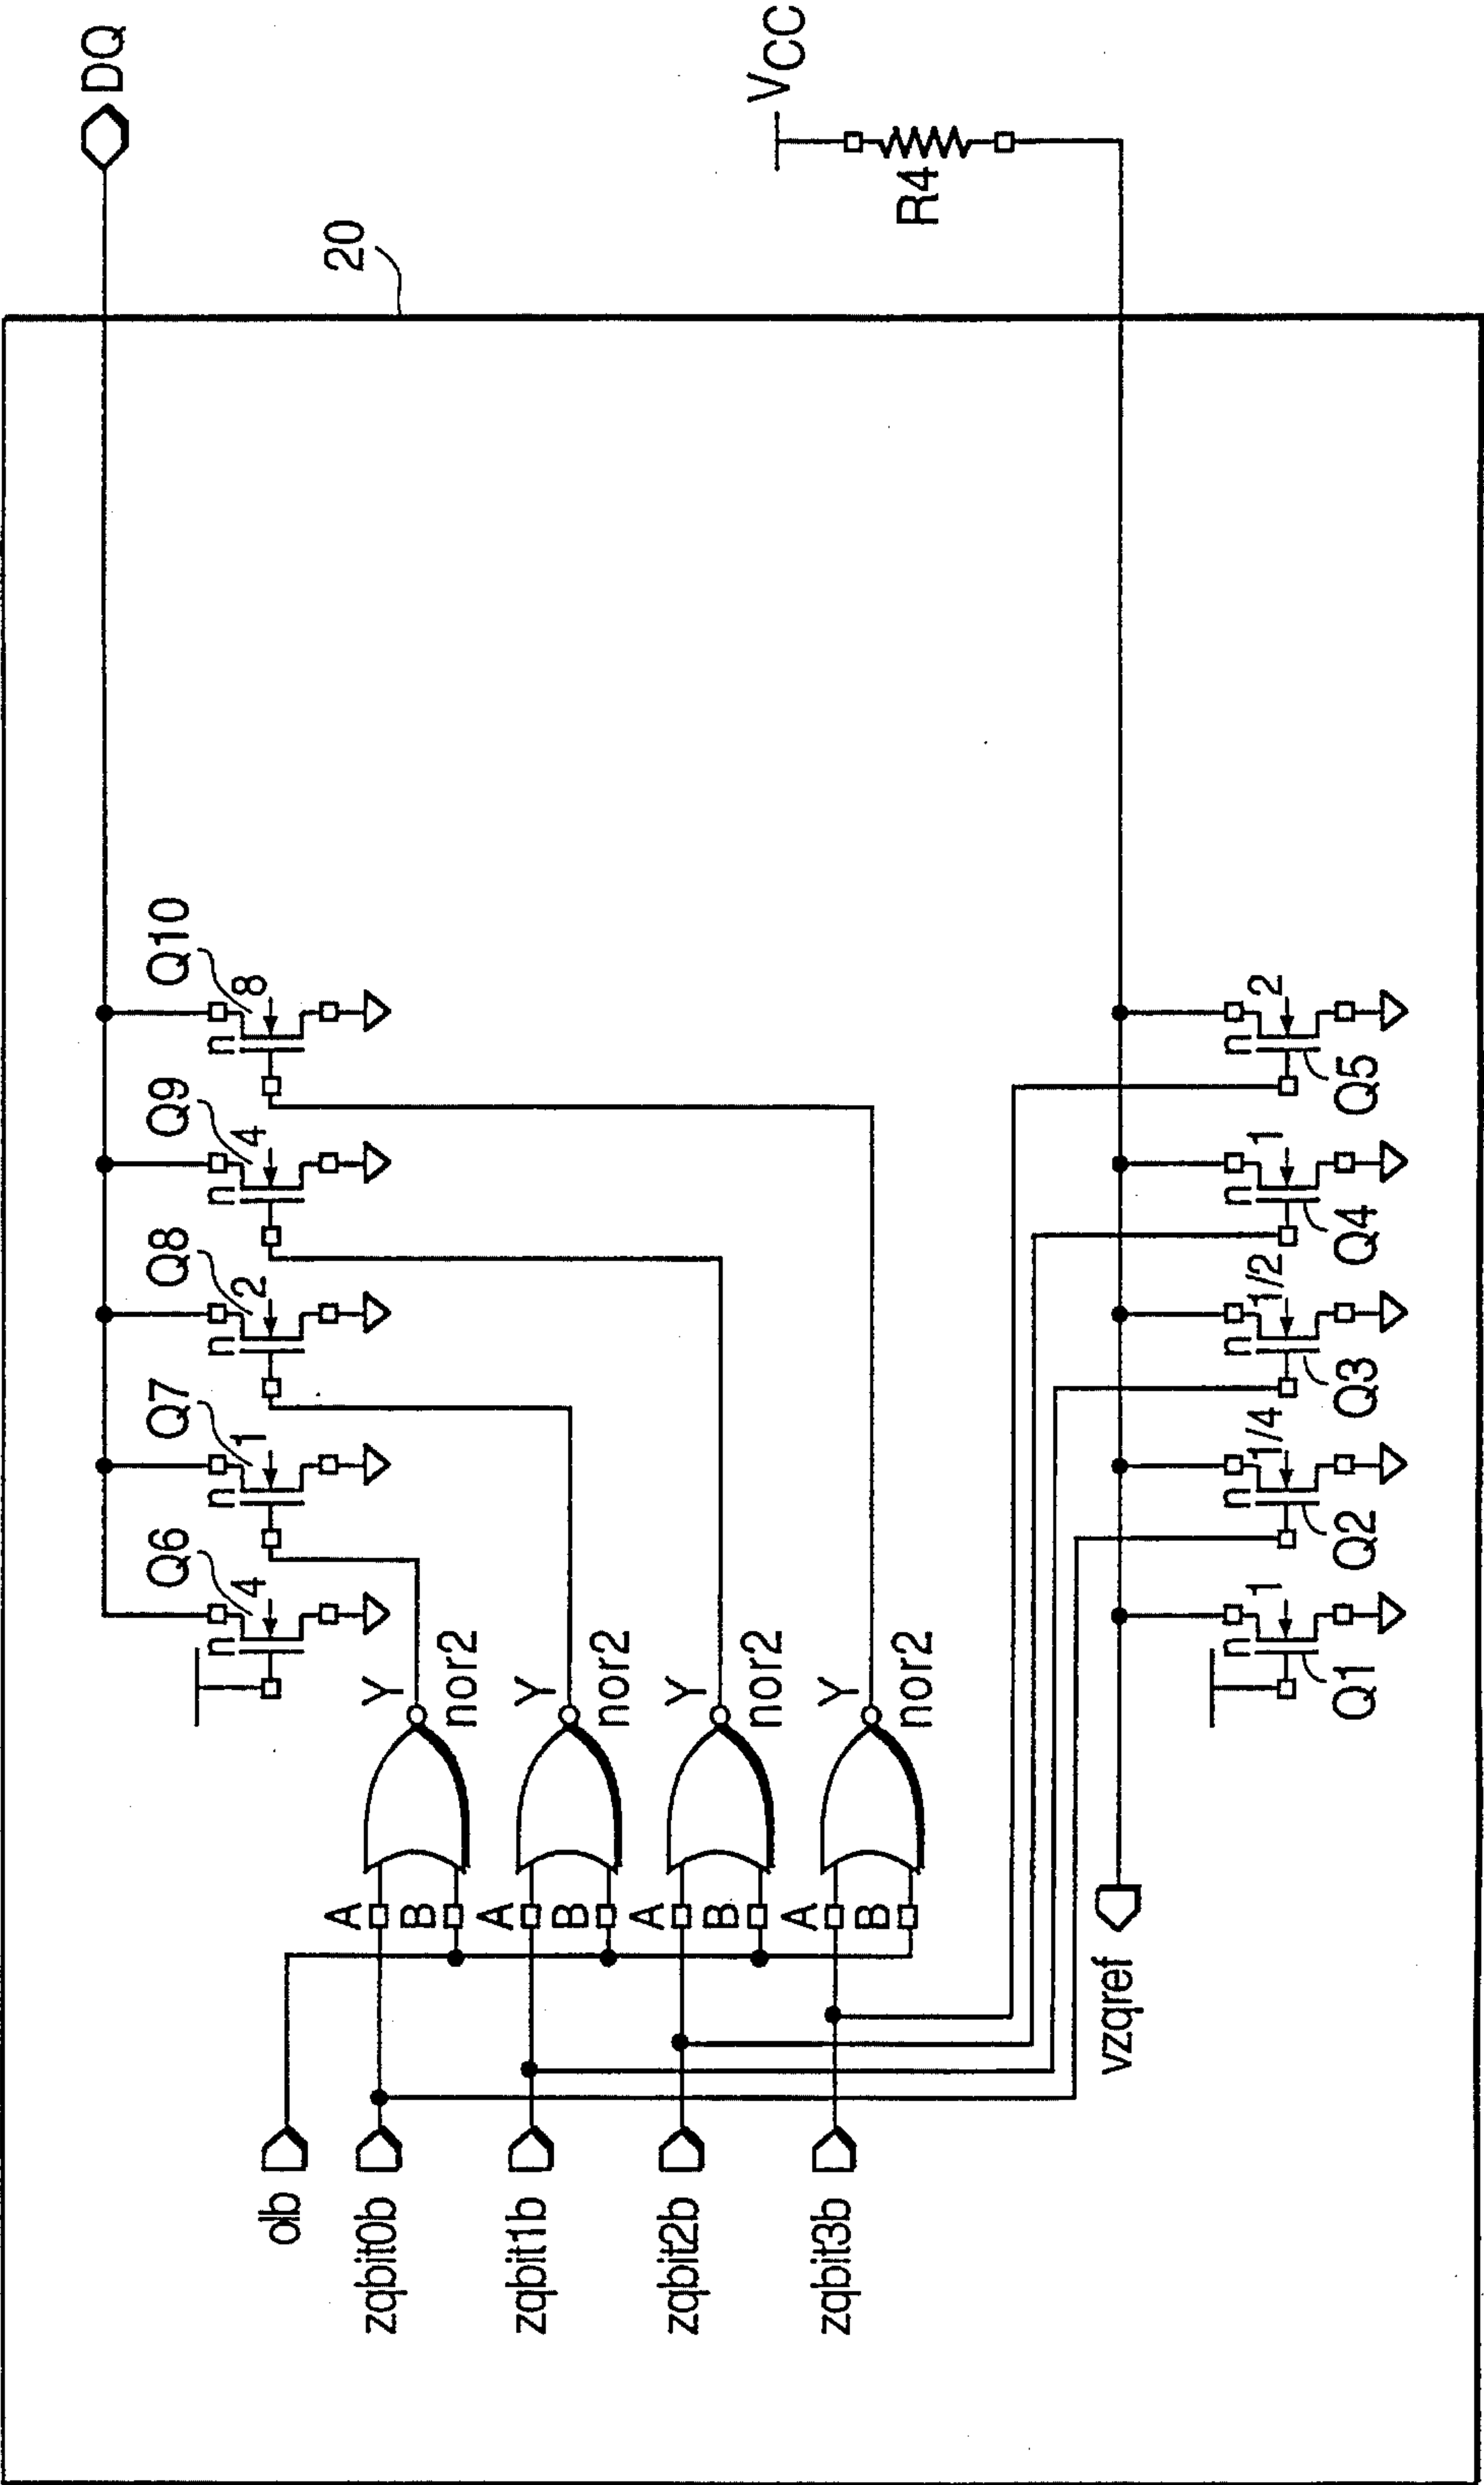 DQ
VCC
R4
20
Q6
Q7
Q8
Q9
Q10
n 4
n 1
n 2
n 4
n 8
olb
zqbit0b
zqbit1b
zqbit2b
zqbit3b
A
B
Y
nor2
A
B
Y
nor2
A
B
Y
nor2
A
B
Y
nor2
vzqref
n 1
n 1/4
n 1/2
n 1
n 2
Q1
Q2
Q3
Q4
Q5